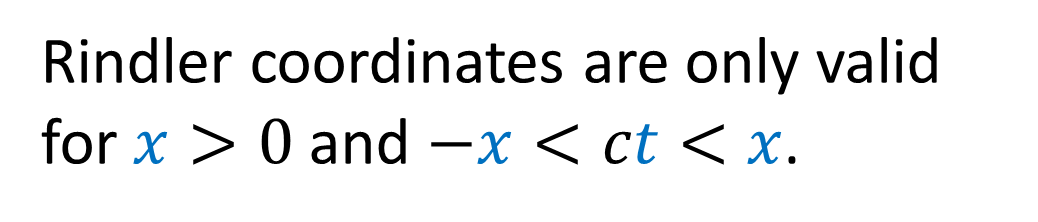 Rindler coordinates are only valid
for x > 0 and −x < ct < x.